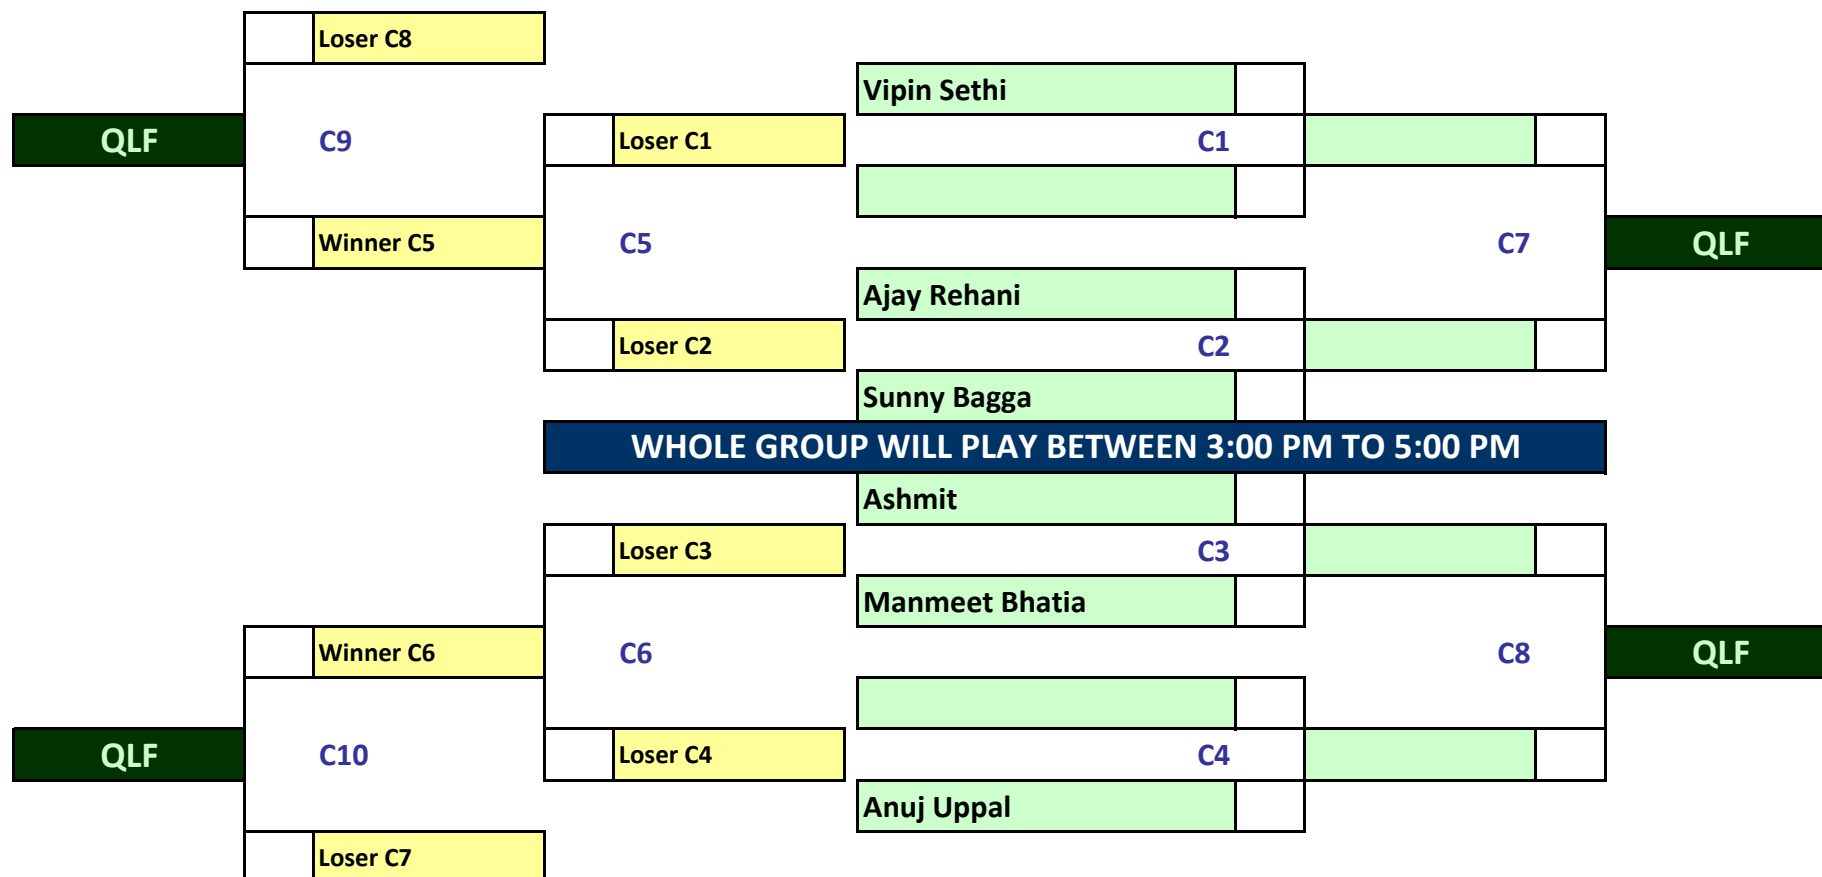 Loser C8
Vipin Sethi
QLF
C9
Loser C1
C1
Winner C5
C5
C7
QLF
Ajay Rehani
Loser C2
C2
Sunny Bagga
WHOLE GROUP WILL PLAY BETWEEN 3:00 PM TO 5:00 PM
Ashmit
Loser C3
C3
Manmeet Bhatia
Winner C6
C6
C8
QLF
QLF
C10
Loser C4
C4
Anuj Uppal
Loser C7